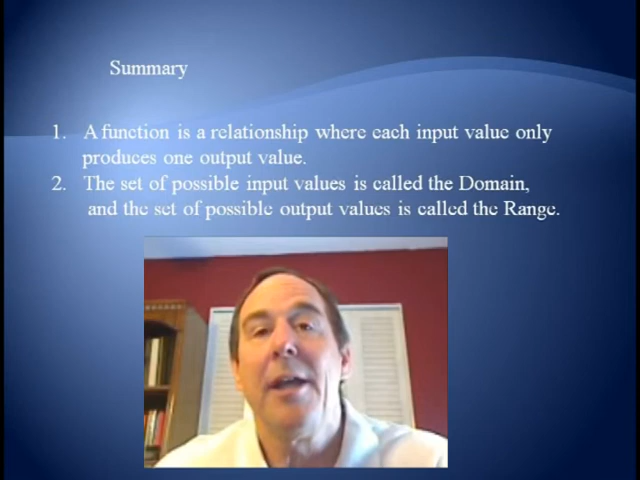 Summary
1. A function is a relationship where each input value only
produces one output value.
2. The set of possible input values is called the Domain,
and the set of possible output values is called the Range.